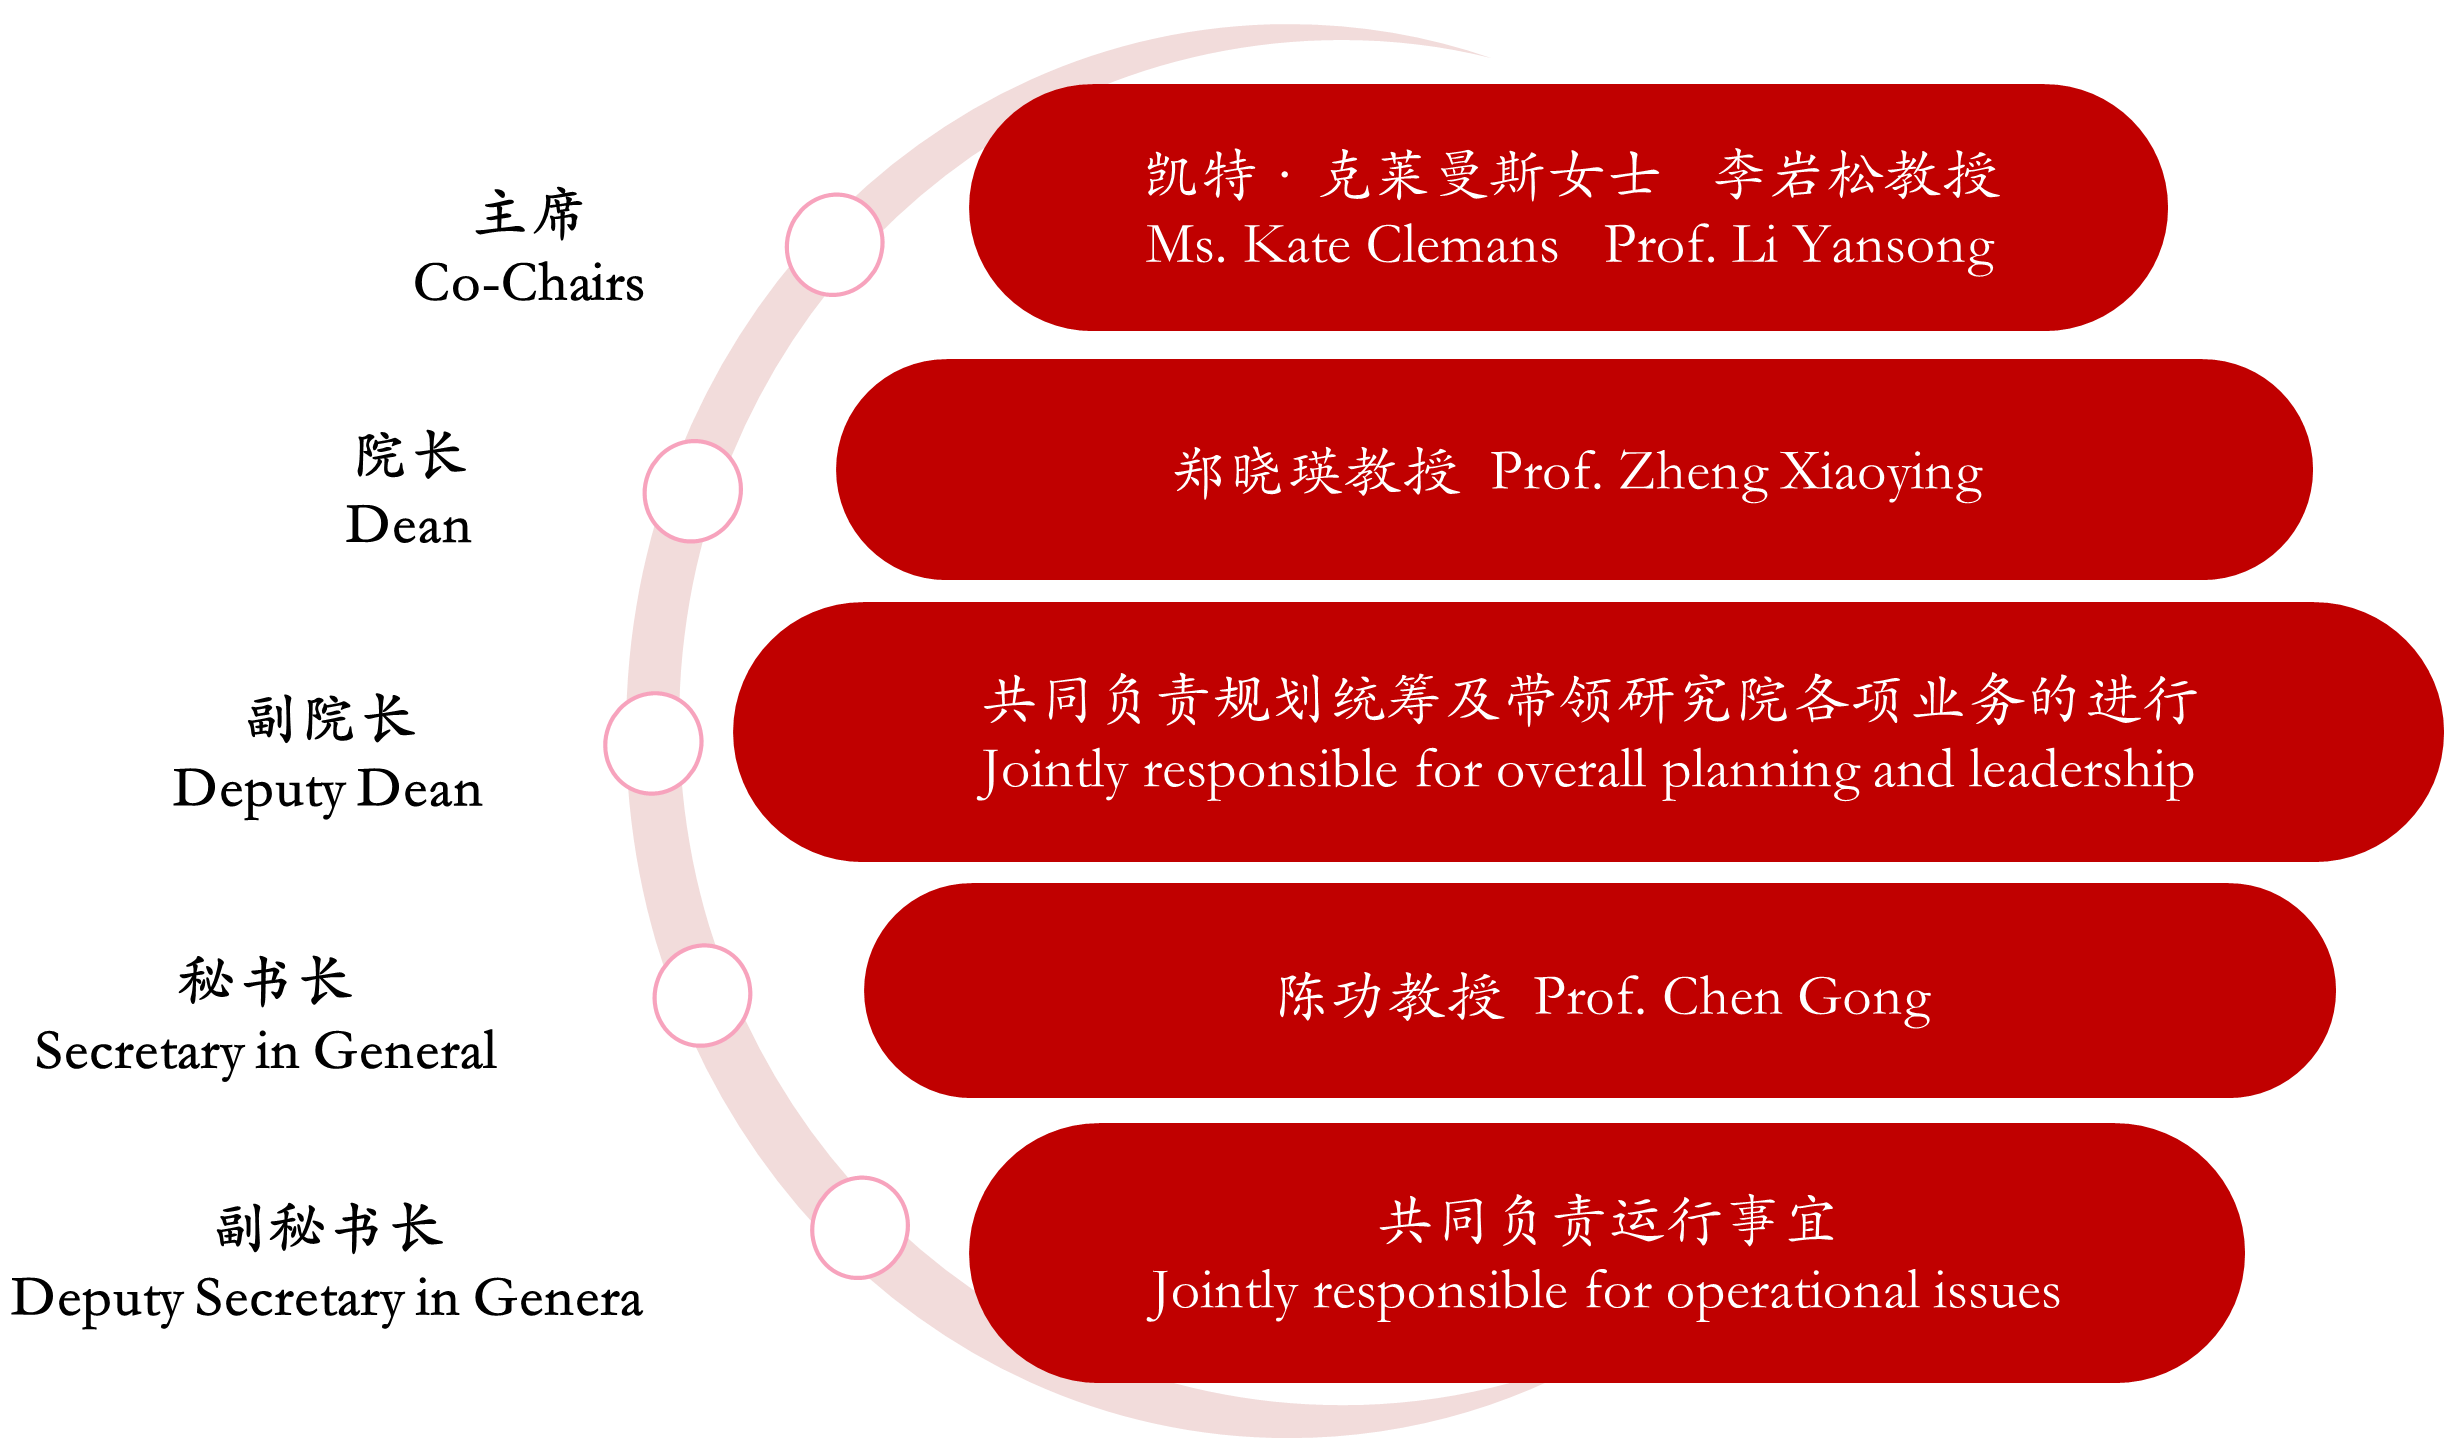 主席
Co-Chairs
凯特·克莱曼斯女士 李岩松教授
Ms. Kate Clemans Prof. Li Yansong
院长
Dean
郑晓瑛教授 Prof. Zheng Xiaoying
副院长
Deputy Dean
共同负责规划统筹及带领研究院各项业务的进行
Jointly responsible for overall planning and leadership
秘书长
Secretary in General
陈功教授 Prof. Chen Gong
副秘书长
Deputy Secretary in Genera
共同负责运行事宜
Jointly responsible for operational issues